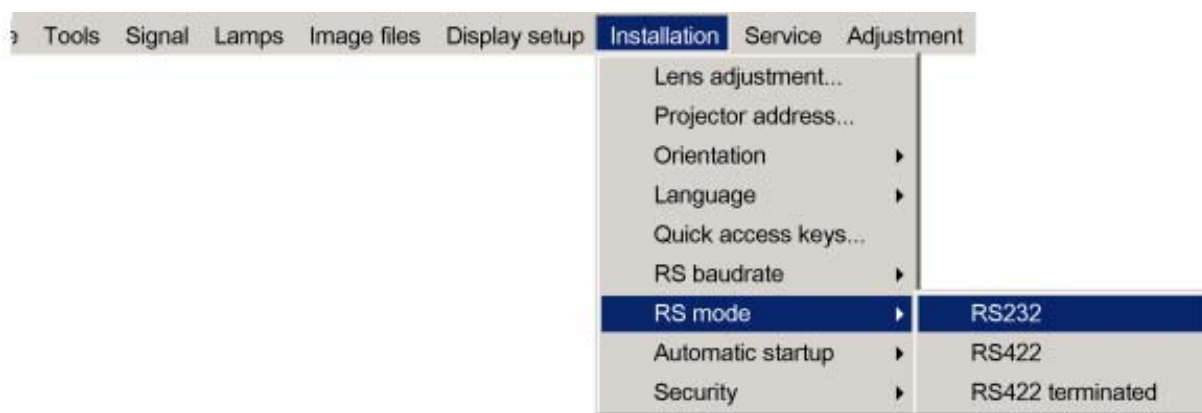 Tools Signal Lamps Image files Display setup Installation Service Adjustment
Lens adjustment...
Projector address...
Orientation
Language
Quick access keys...
RS baudrate
RS mode RS232
Automatic startup RS422
Security RS422 terminated